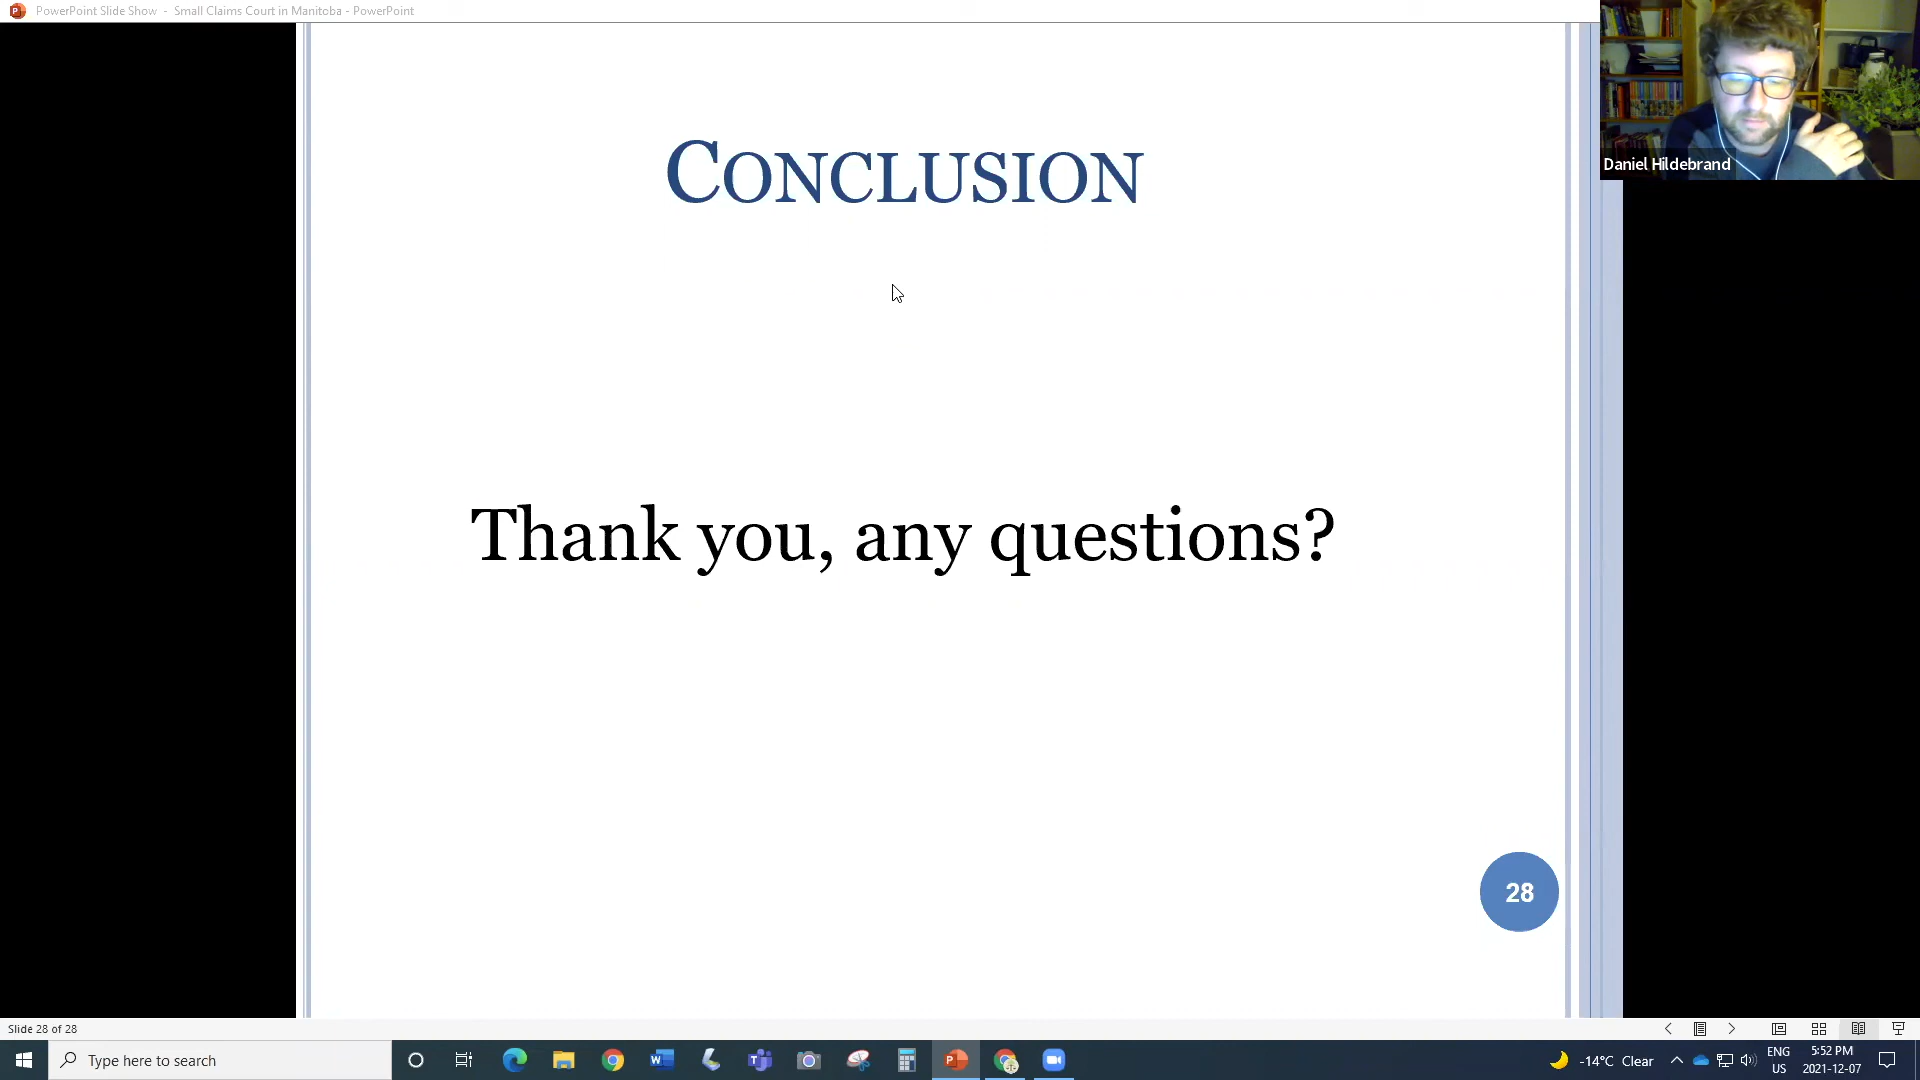 PowerPoint Slide Show - Small Claims Court in Manitoba - PowerPoint
Daniel Hildebrand
CONCLUSION
Thank you, any questions?
28
Slide 28 of 28
Type here to search
-14°C Clear
ENG
US
5:52 PM
2021-12-07